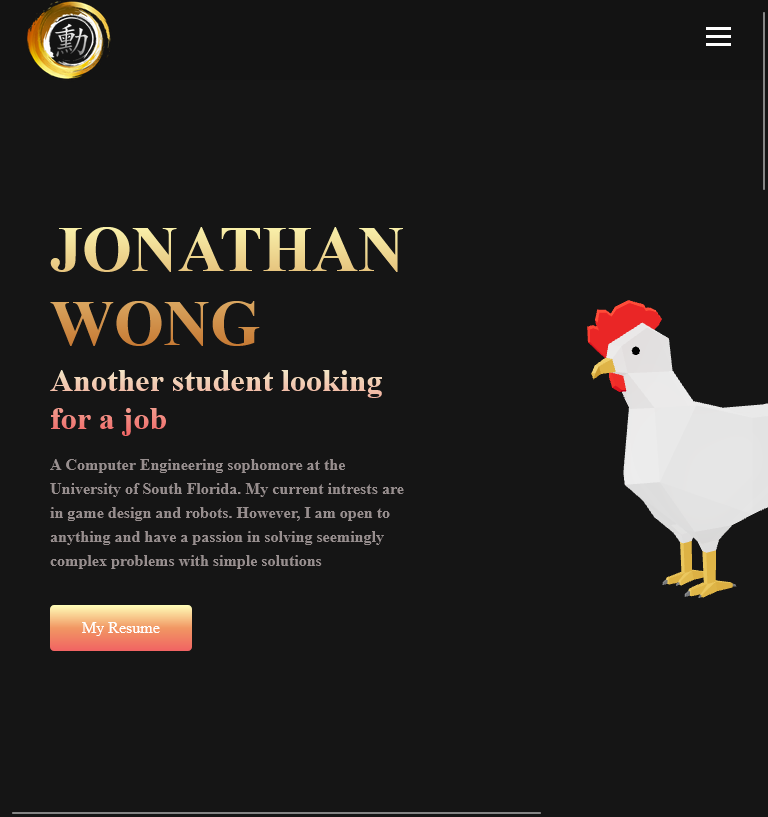 勳
JONATHAN
WONG
Another student looking
for a job
A Computer Engineering sophomore at the
University of South Florida. My current intrests are
in game design and robots. However, I am open to
anything and have a passion in solving seemingly
complex problems with simple solutions
My Resume